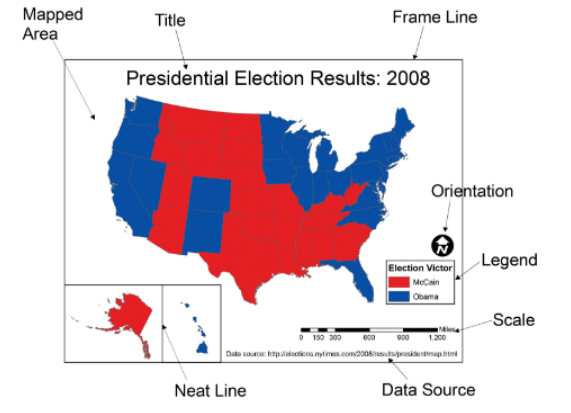 Mapped
Area
Title
Frame Line
Presidential Election Results: 2008
Orientation
N
Election Victor
McCain
Obama
Legend
Scale
Miles
0 150 300 600 900 1,200
Data source: http://elections.nytimes.com/2008/results/president/map.html
Neat Line
Data Source